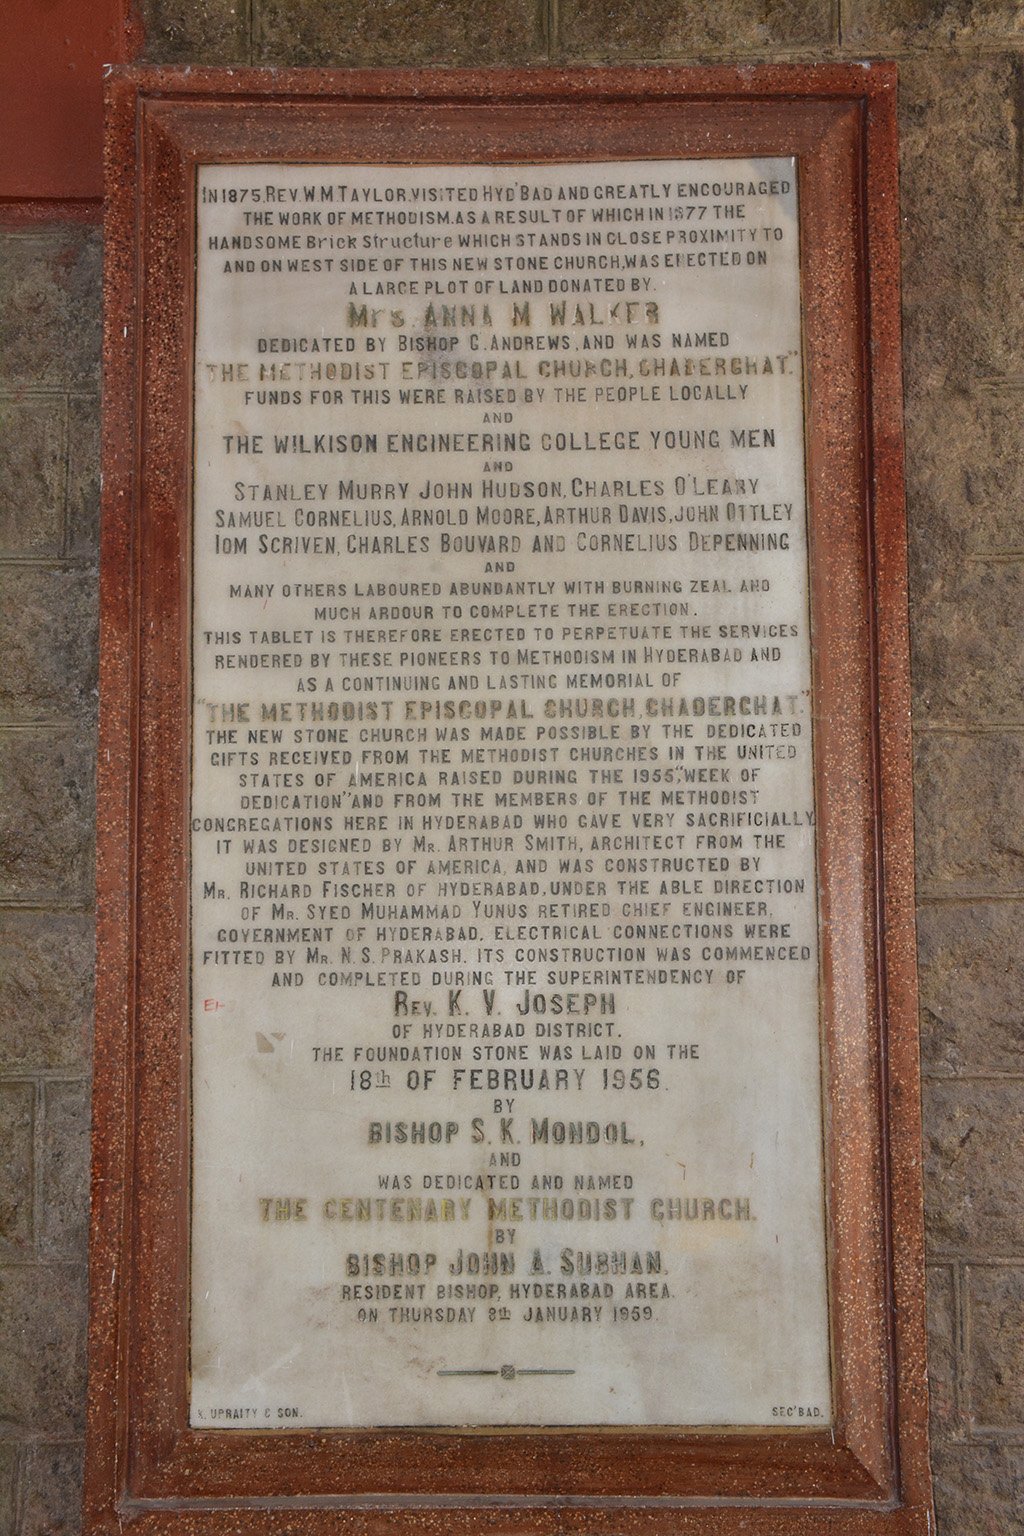 IN 1875, REV. W.M TAYLOR, VISITED HYD'BAD AND GREATLY ENCOURAGED
THE WORK OF METHODISM. AS A RESULT OF WHICH IN 1877 THE
HANDSOME Brick Structure WHICH STANDS IN CLOSE PROXIMITY TO
AND ON WEST SIDE OF THIS NEW STONE CHURCH, WAS ERECTED ON
A LARGE PLOT OF LAND DONATED BY.
Mrs. ANNA M WALKER
DEDICATED BY BISHOP C. ANDREWS, AND WAS NAMED
"THE METHODIST EPISCOPAL CHURCH, CHADERGHAT."
FUNDS FOR THIS WERE RAISED BY THE PEOPLE LOCALLY
AND
THE WILKISON ENGINEERING COLLEGE YOUNG MEN
AND
STANLEY MURRY JOHN HUDSON, CHARLES O'LEARY
SAMUEL CORNELIUS, ARNOLD MOORE, ARTHUR DAVIS, JOHN OTTLEY
IOM SCRIVEN, CHARLES BOUVARD AND CORNELIUS DEPENNING
AND
MANY OTHERS LABOURED ABUNDANTLY WITH BURNING ZEAL AND
MUCH ARDOUR TO COMPLETE THE ERECTION.
THIS TABLET IS THEREFORE ERECTED TO PERPETUATE THE SERVICES
RENDERED BY THESE PIONEERS TO METHODISM IN HYDERABAD AND
AS A CONTINUING AND LASTING MEMORIAL OF
"THE METHODIST EPISCOPAL CHURCH, CHADERGHAT."
THE NEW STONE CHURCH WAS MADE POSSIBLE BY THE DEDICATED
GIFTS RECEIVED FROM THE METHODIST CHURCHES IN THE UNITED
STATES OF AMERICA RAISED DURING THE 1955, "WEEK OF
DEDICATION" AND FROM THE MEMBERS OF THE METHODIST
CONGREGATIONS HERE IN HYDERABAD WHO GAVE VERY SACRIFICIALLY
IT WAS DESIGNED BY MR. ARTHUR SMITH, ARCHITECT FROM THE
UNITED STATES OF AMERICA, AND WAS CONSTRUCTED BY
MR. RICHARD FISCHER OF HYDERABAD, UNDER THE ABLE DIRECTION
OF MR. SYED MUHAMMAD YUNUS RETIRED CHIEF ENGINEER,
GOVERNMENT OF HYDERABAD. ELECTRICAL CONNECTIONS WERE
FITTED BY MR. N. S. PRAKASH. ITS CONSTRUCTION WAS COMMENCED
AND COMPLETED DURING THE SUPERINTENDENCY OF
REV. K. V. JOSEPH
OF HYDERABAD DISTRICT.
THE FOUNDATION STONE WAS LAID ON THE
18th OF FEBRUARY 1956.
BY
BISHOP S. K. MONDOL,
AND
WAS DEDICATED AND NAMED
THE CENTENARY METHODIST CHURCH.
BY
BISHOP JOHN A. SUBHAN.
RESIDENT BISHOP, HYDERABAD AREA.
ON THURSDAY 8th JANUARY 1959.
UPRAITY & SON. SEC'BAD.